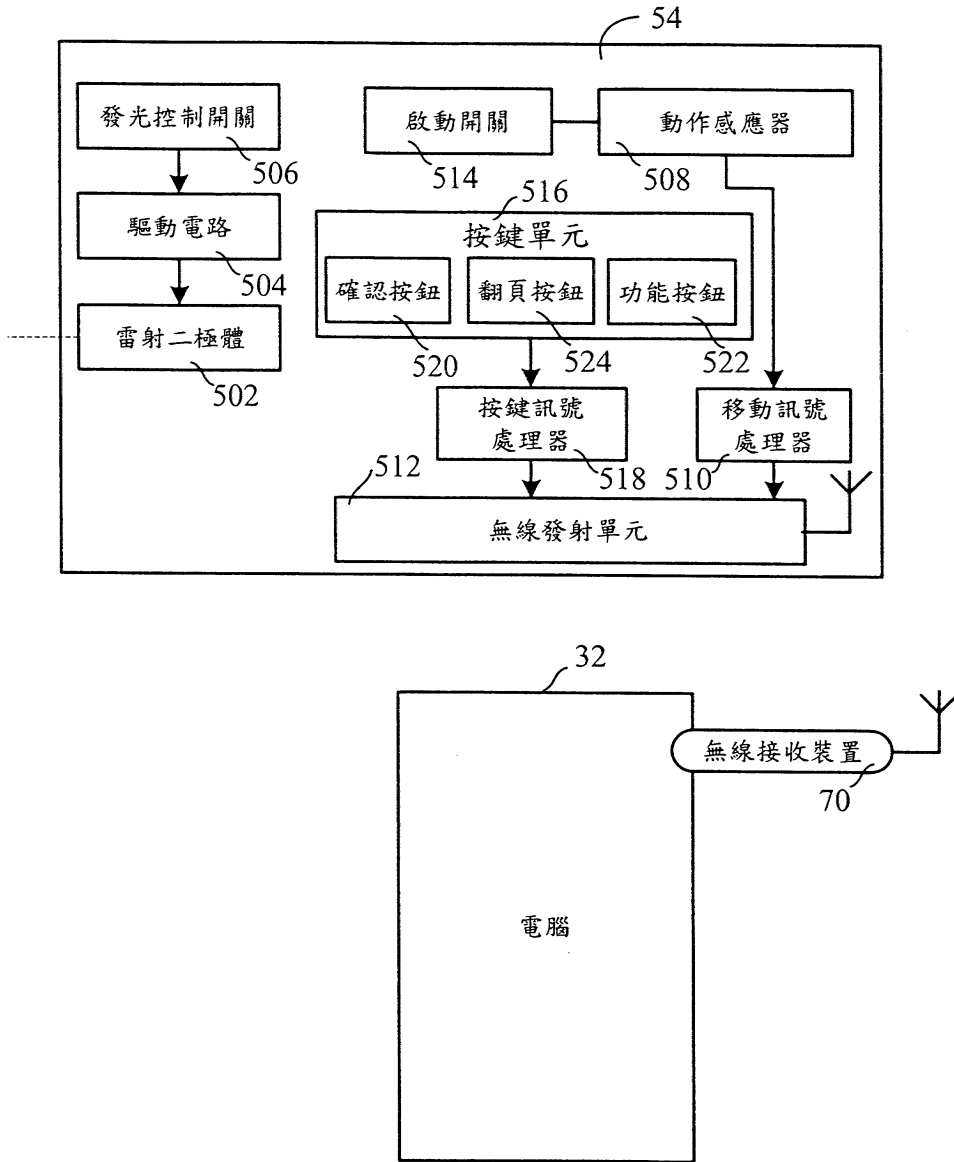 54
發光控制開關
506
啟動開關
514
動作感應器
508
驅動電路
504
516
按鍵單元
確認按鈕
520
翻頁按鈕
524
功能按鈕
522
雷射二極體
502
按鍵訊號
處理器
518
移動訊號
處理器
510
512
無線發射單元
32
無線接收裝置
70
電腦